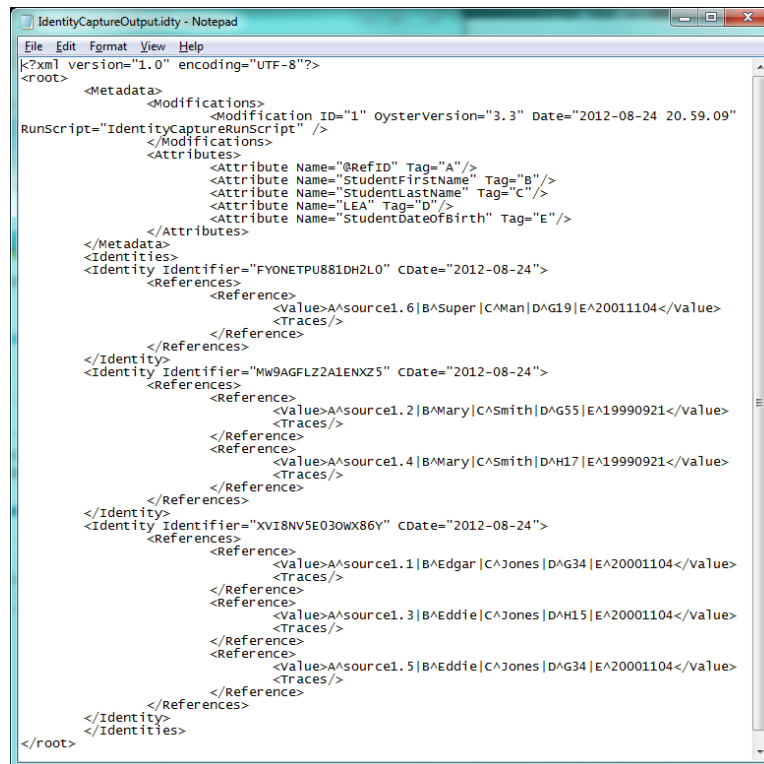 IdentityCaptureOutput.idty - Notepad
File Edit Format View Help
<?xml version="1.0" encoding="UTF-8"?>
<root>
<Metadata>
<Modifications>
<Modification ID="1" OysterVersion="3.3" Date="2012-08-24 20.59.09"
RunScript="IdentityCaptureRunScript" />
</Modifications>
<Attributes>
<Attribute Name="@RefID" Tag="A"/>
<Attribute Name="StudentFirstName" Tag="B"/>
<Attribute Name="StudentLastName" Tag="C"/>
<Attribute Name="LEA" Tag="D"/>
<Attribute Name="StudentDateOfBirth" Tag="E"/>
</Attributes>
</Metadata>
<Identities>
<Identity Identifier="FYONETPU881DH2L0" CDate="2012-08-24">
<References>
<Reference>
<Value>A^source1.6|B^Super|C^Man|D^G19|E^20011104</Value>
<Traces/>
</Reference>
</References>
</Identity>
<Identity Identifier="MW9AGFLZ2A1ENXZ5" CDate="2012-08-24">
<References>
<Reference>
<Value>A^source1.2|B^Mary|C^Smith|D^G55|E^19990921</Value>
<Traces/>
</Reference>
<Reference>
<Value>A^source1.4|B^Mary|C^Smith|D^H17|E^19990921</Value>
<Traces/>
</Reference>
</References>
</Identity>
<Identity Identifier="XVI8NV5E03OWX86Y" CDate="2012-08-24">
<References>
<Reference>
<Value>A^source1.1|B^Edgar|C^Jones|D^G34|E^20001104</Value>
<Traces/>
</Reference>
<Reference>
<Value>A^source1.3|B^Eddie|C^Jones|D^H15|E^20001104</Value>
<Traces/>
</Reference>
<Reference>
<Value>A^source1.5|B^Eddie|C^Jones|D^G34|E^20001104</Value>
<Traces/>
</Reference>
</References>
</Identity>
</Identities>
</root>